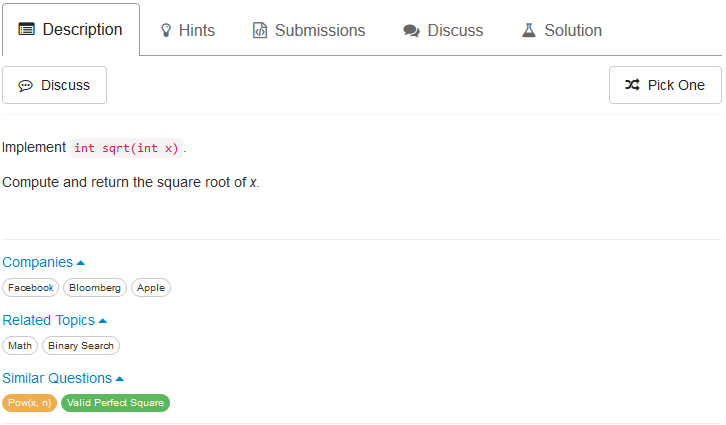 Description Hints Submissions Discuss Solution
Discuss Pick One
Implement int sqrt(int x) .
Compute and return the square root of x.
Companies
Facebook Bloomberg Apple
Related Topics
Math Binary Search
Similar Questions
Pow(x, n) Valid Perfect Square